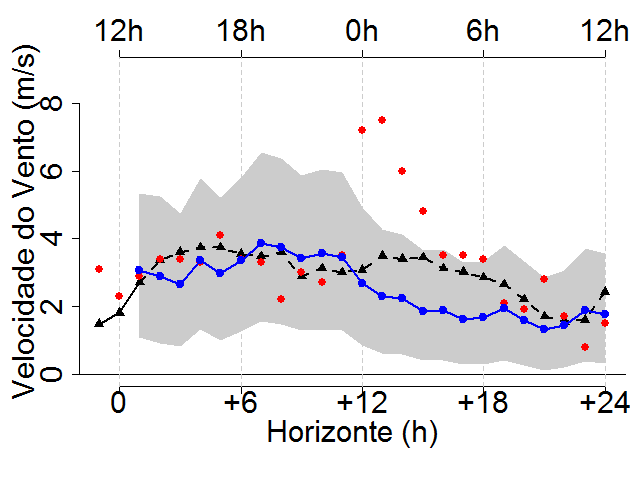 12h 18h 0h 6h 12h
Velocidade do Vento (m/s)
8
6
4
2
0
0 +6 +12 +18 +24
Horizonte (h)